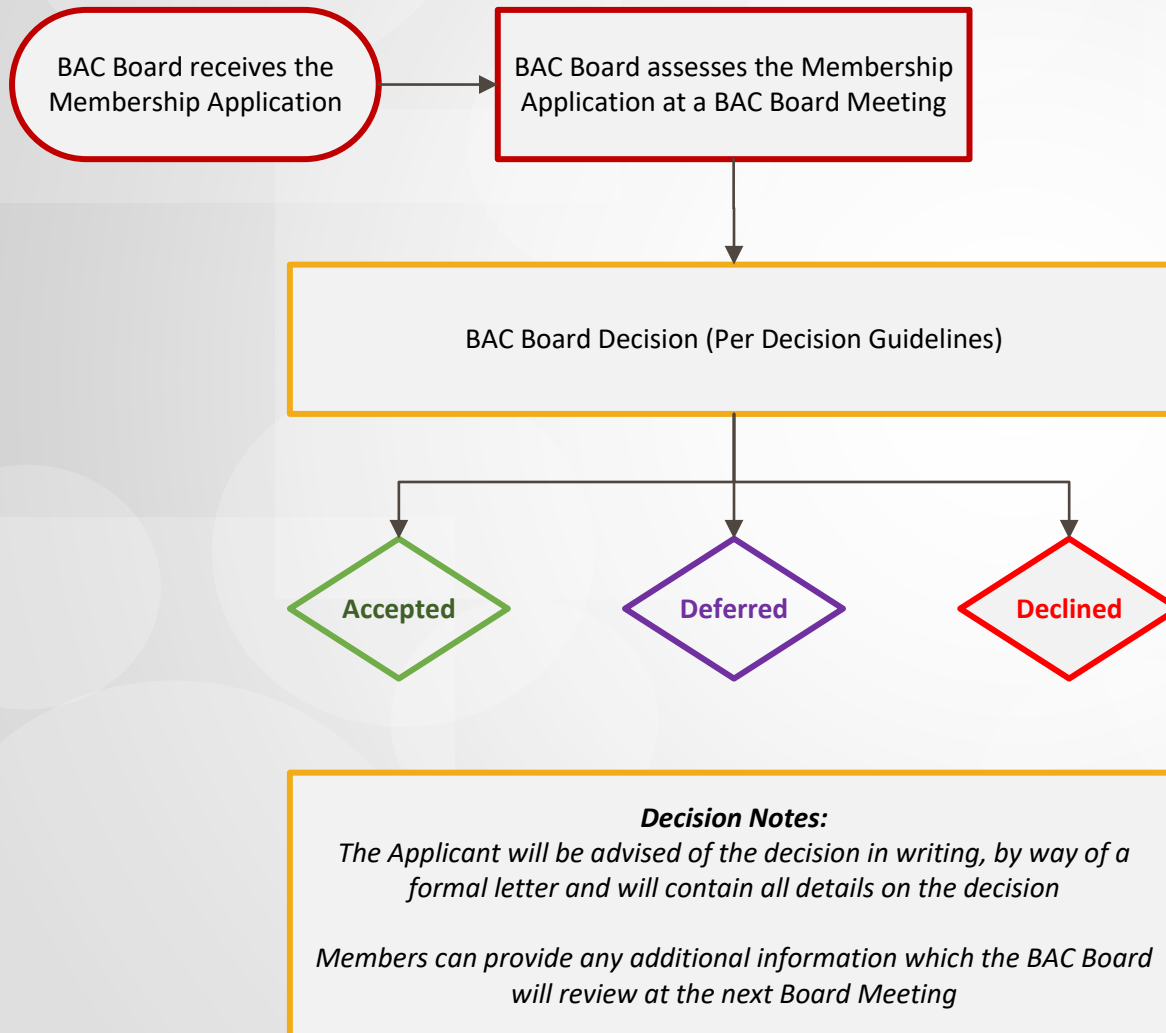 BAC Board receives the
Membership Application
BAC Board assesses the Membership
Application at a BAC Board Meeting
BAC Board Decision (Per Decision Guidelines)
Accepted
Deferred
Declined
Decision Notes:
The Applicant will be advised of the decision in writing, by way of a
formal letter and will contain all details on the decision
Members can provide any additional information which the BAC Board
will review at the next Board Meeting